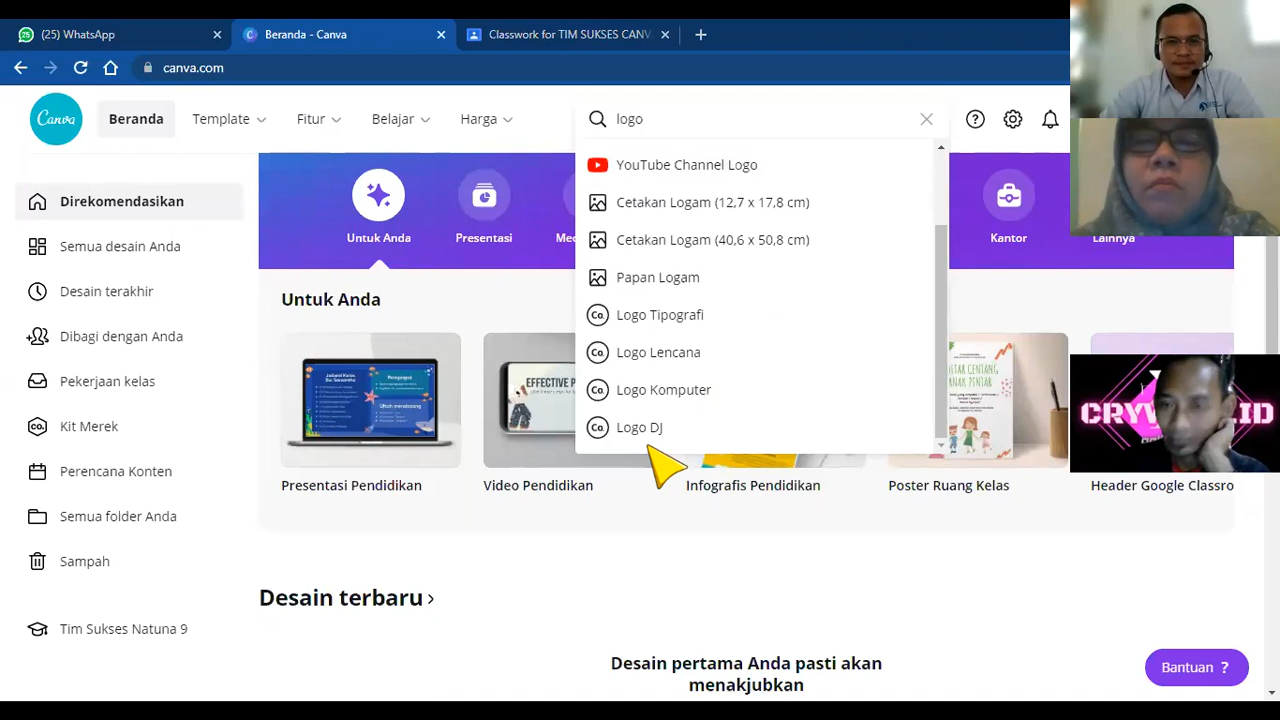 (25) WhatsApp
Beranda - Canva
Classwork for TIM SUKSES CANV
canva.com
Canva
Beranda
Template
Fitur
Belajar
Harga
logo
Direkomendasikan
Semua desain Anda
Desain terakhir
Dibagi dengan Anda
Pekerjaan kelas
Kit Merek
Perencana Konten
Semua folder Anda
Sampah
Tim Sukses Natuna 9
Untuk Anda
Presentasi
Kantor
Lainnya
YouTube Channel Logo
Cetakan Logam (12,7 x 17,8 cm)
Cetakan Logam (40,6 x 50,8 cm)
Papan Logam
Co. Logo Tipografi
Co. Logo Lencana
Co. Logo Komputer
Co. Logo DJ
Untuk Anda
EFFECTIVE P
Presentasi Pendidikan
Video Pendidikan
Infografis Pendidikan
Poster Ruang Kelas
Header Google Classro
Desain terbaru
Desain pertama Anda pasti akan
menakjubkan
Bantuan ?